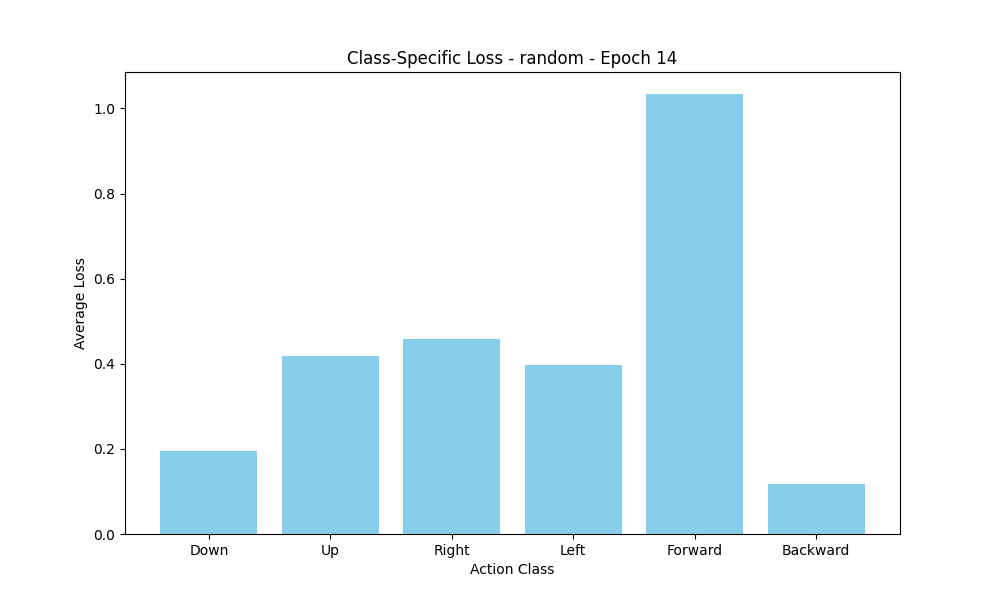 Class-Specific Loss - random - Epoch 14
1.0
0.8
0.6
0.4
0.2
0.0
Average Loss
Down Up Right Left Forward Backward
Action Class